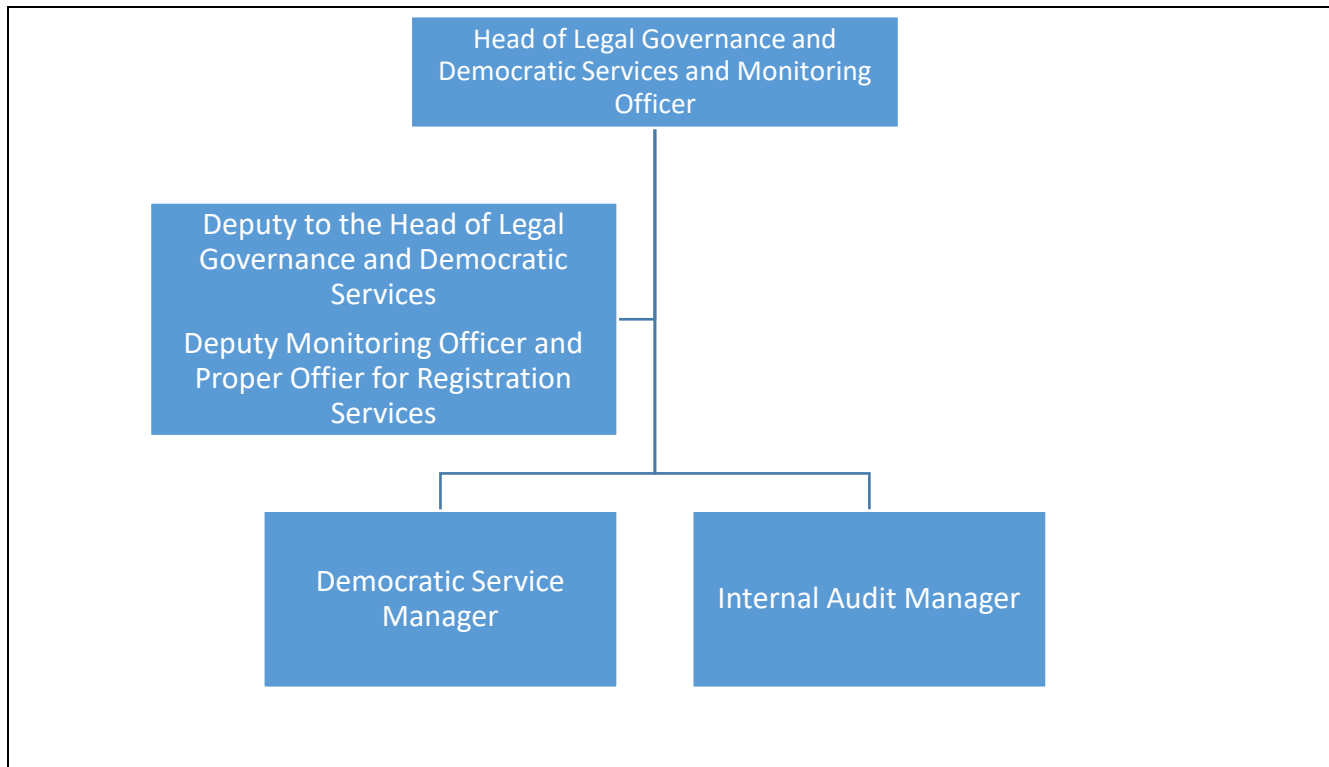 Head of Legal Governance and
Democratic Services and Monitoring
Officer
Deputy to the Head of Legal
Governance and Democratic
Services
Deputy Monitoring Officer and
Proper Offier for Registration
Services
Democratic Service
Manager
Internal Audit Manager